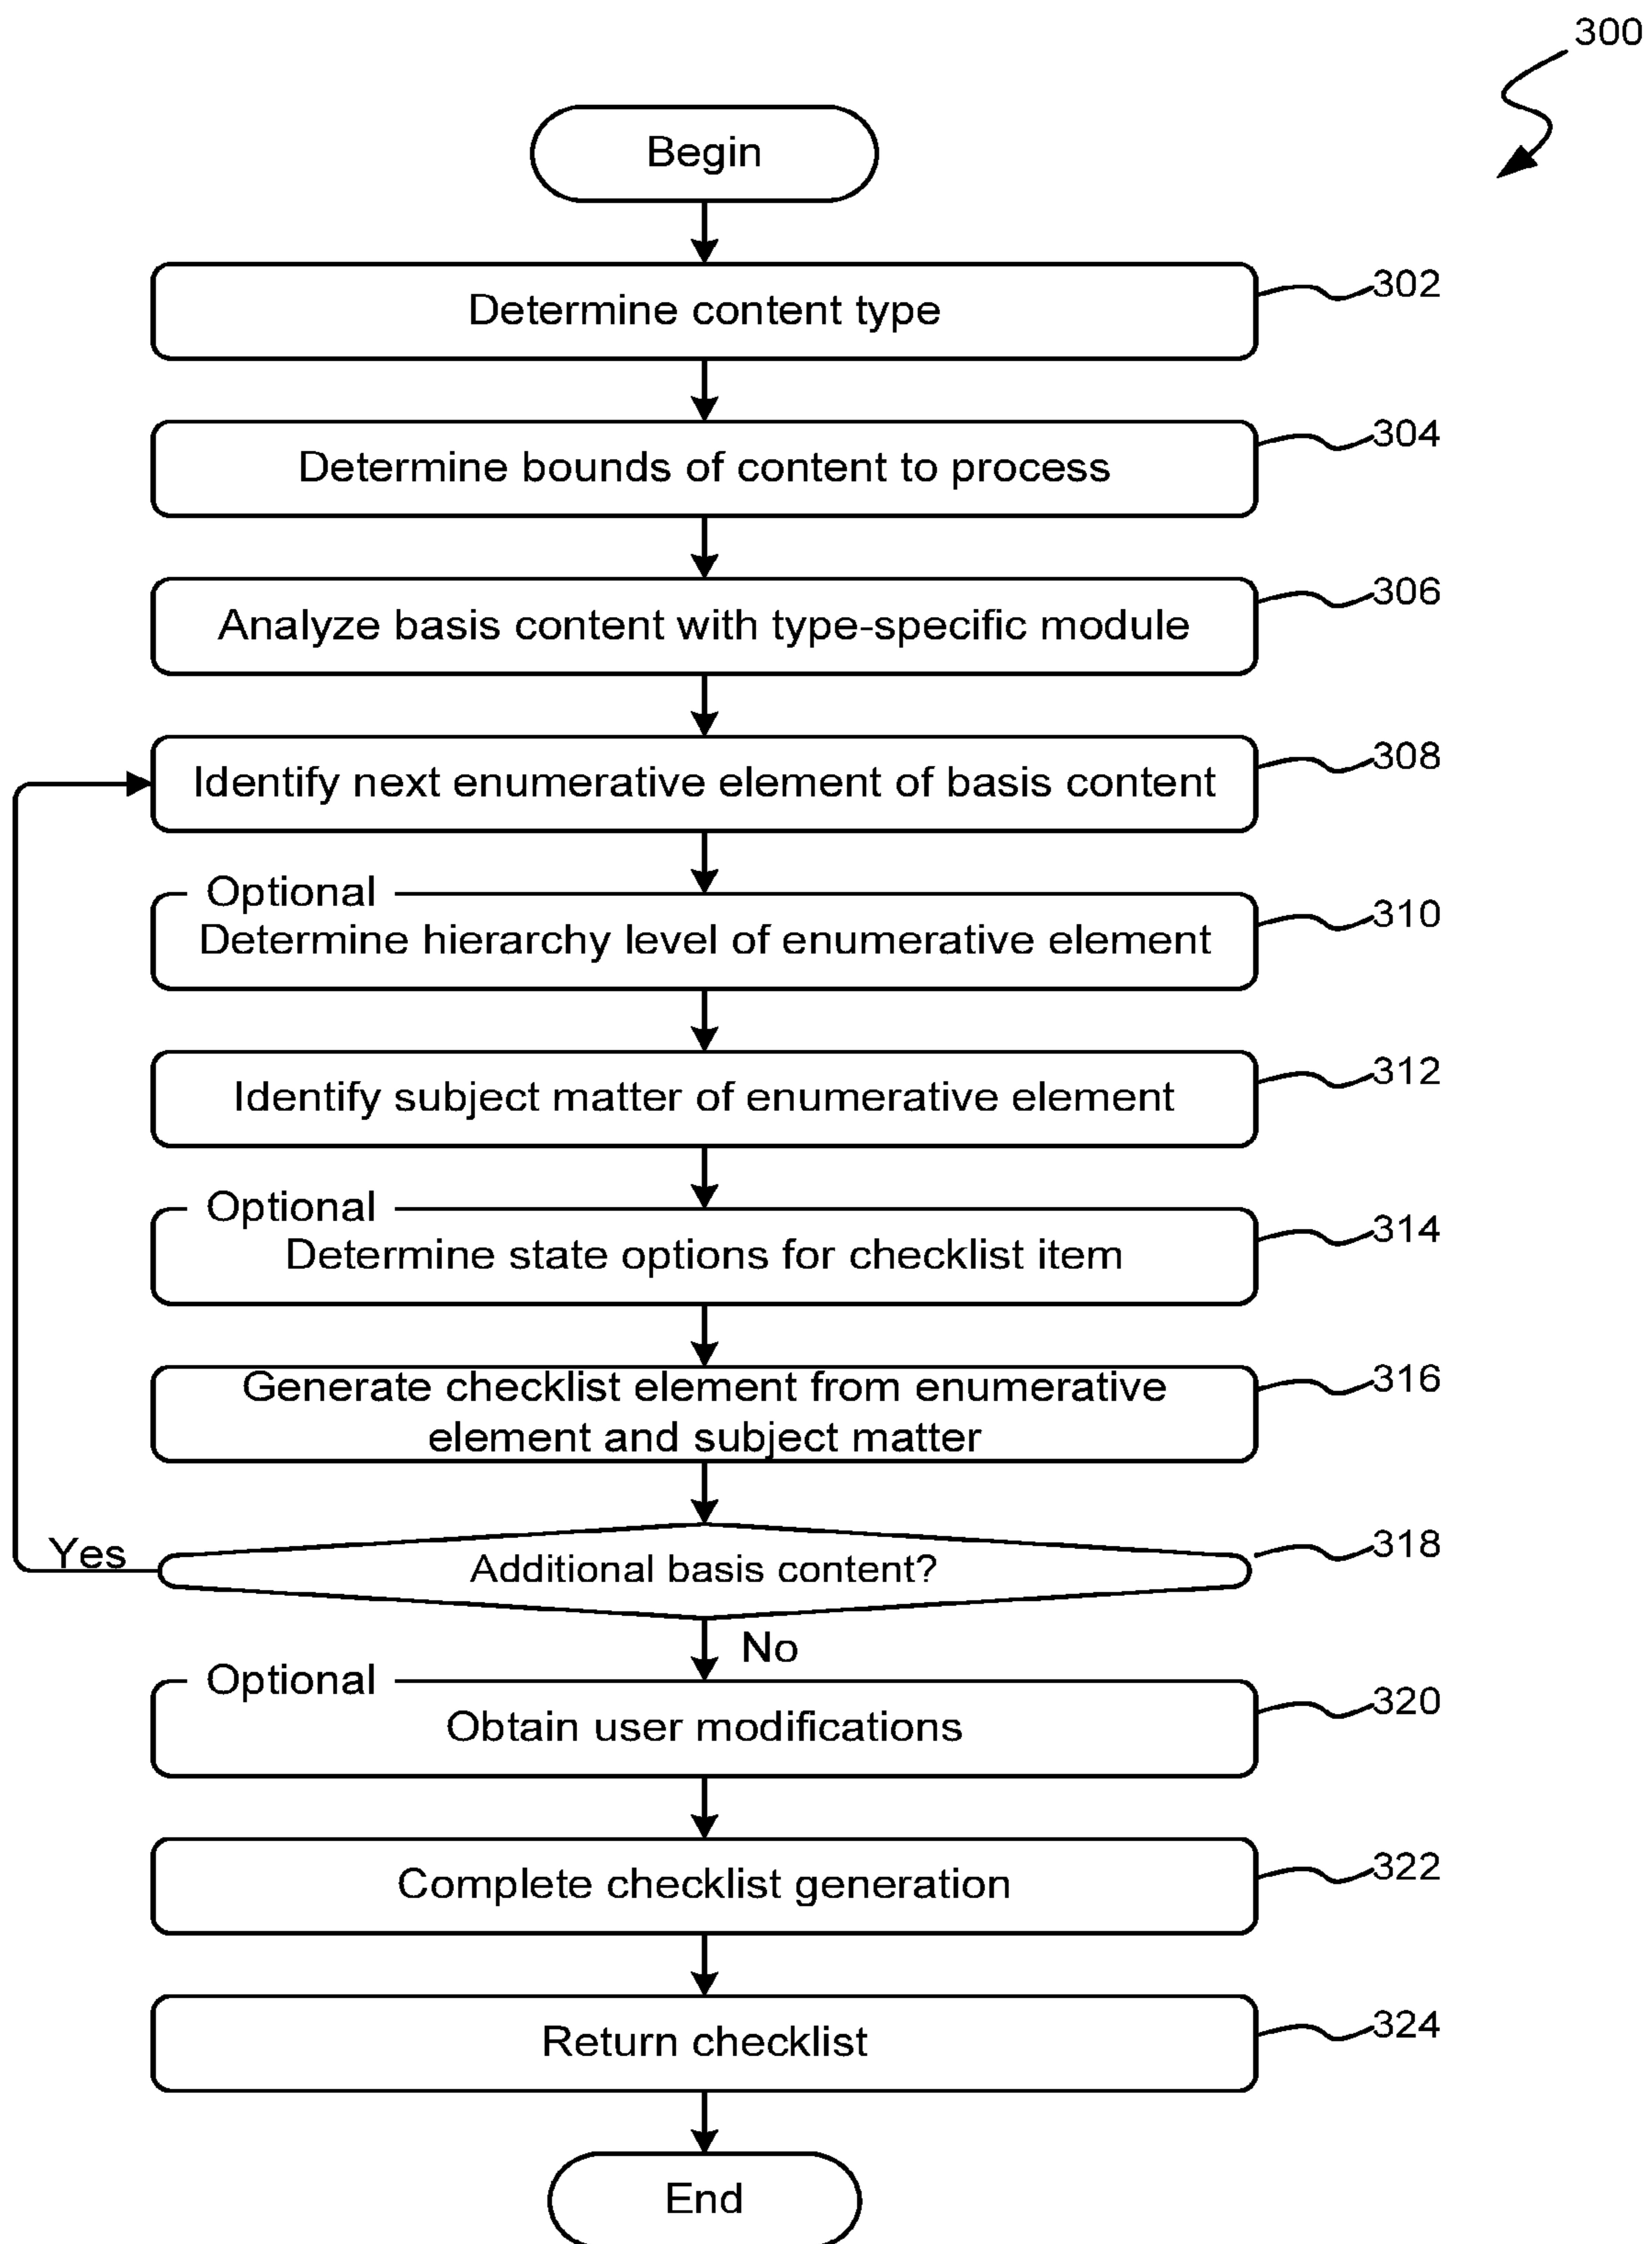 300
Begin
Determine content type
302
Determine bounds of content to process
304
Analyze basis content with type-specific module
306
Identify next enumerative element of basis content
308
Optional
Determine hierarchy level of enumerative element
310
Identify subject matter of enumerative element
312
Optional
Determine state options for checklist item
314
Generate checklist element from enumerative
element and subject matter
316
Additional basis content?
318
Yes
No
Optional
Obtain user modifications
320
Complete checklist generation
322
Return checklist
324
End